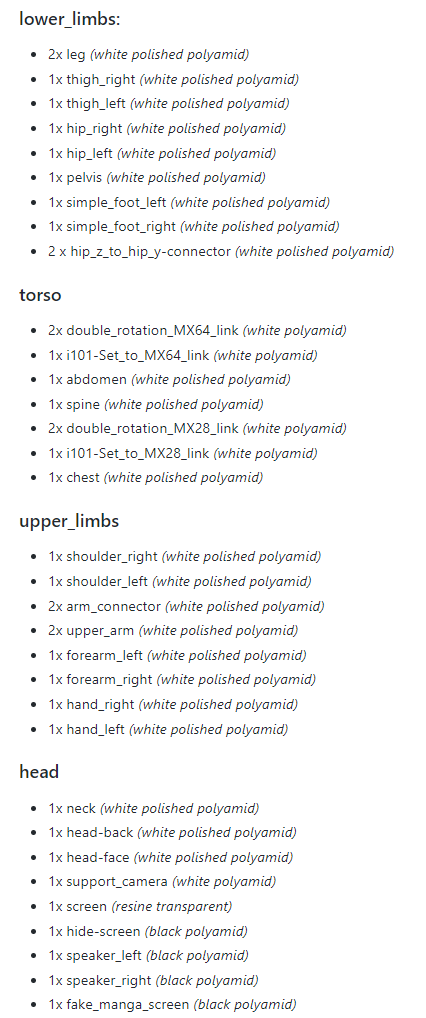 lower_limbs:
• 2x leg (white polished polyamid)
• 1x thigh_right (white polished polyamid)
• 1x thigh_left (white polished polyamid)
• 1x hip_right (white polished polyamid)
• 1x hip_left (white polished polyamid)
• 1x pelvis (white polished polyamid)
• 1x simple_foot_left (white polished polyamid)
• 1x simple_foot_right (white polished polyamid)
• 2 x hip_z_to_hip_y-connector (white polished polyamid)
torso
• 2x double_rotation_MX64_link (white polyamid)
• 1x i101-Set_to_MX64_link (white polyamid)
• 1x abdomen (white polished polyamid)
• 1x spine (white polished polyamid)
• 2x double_rotation_MX28_link (white polyamid)
• 1x i101-Set_to_MX28_link (white polyamid)
• 1x chest (white polished polyamid)
upper_limbs
• 1x shoulder_right (white polished polyamid)
• 1x shoulder_left (white polished polyamid)
• 2x arm_connector (white polished polyamid)
• 2x upper_arm (white polished polyamid)
• 1x forearm_left (white polished polyamid)
• 1x forearm_right (white polished polyamid)
• 1x hand_right (white polished polyamid)
• 1x hand_left (white polished polyamid)
head
• 1x neck (white polished polyamid)
• 1x head-back (white polished polyamid)
• 1x head-face (white polished polyamid)
• 1x support_camera (white polyamid)
• 1x screen (resine transparent)
• 1x hide-screen (black polyamid)
• 1x speaker_left (black polyamid)
• 1x speaker_right (black polyamid)
• 1x fake_manga_screen (black polyamid)